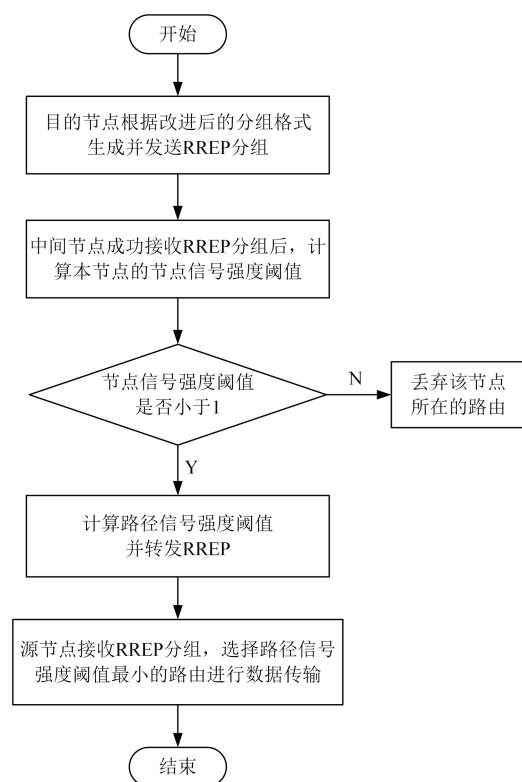 开始
目的节点根据改进后的分组格式
生成并发送RREP分组
中间节点成功接收RREP分组后，计
算本节点的节点信号强度阈值
节点信号强度阈值
是否小于1
N
丢弃该节点
所在的路由
Y
计算路径信号强度阈值
并转发RREP
源节点接收RREP分组，选择路径信号
强度阈值最小的路由进行数据传输
结束